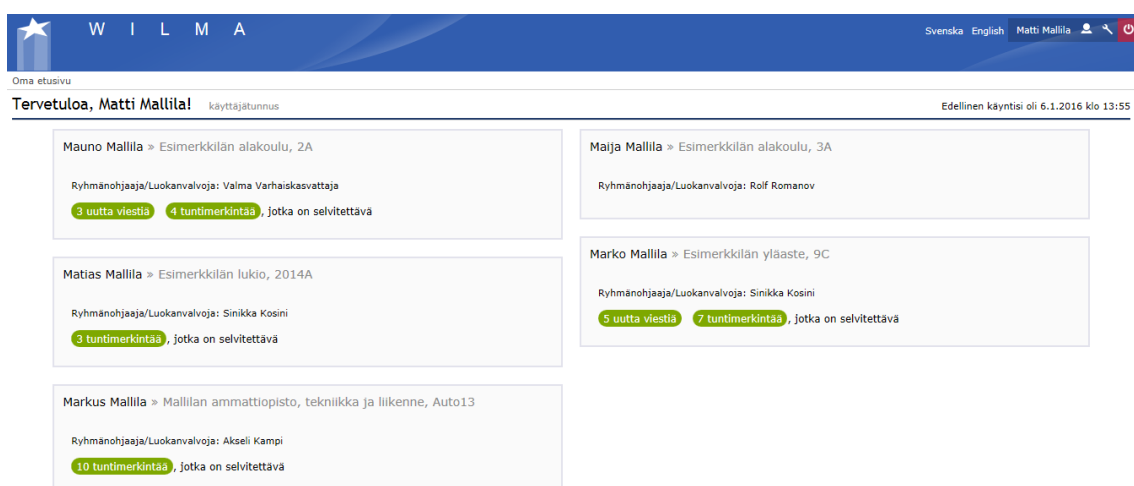 W I L M A
Svenska English Matti Mallila
Oma etusivu
Tervetuloa, Matti Mallila! käyttäjätunnus
Edellinen käyntisi oli 6.1.2016 klo 13:55
Mauno Mallila » Esimerkkilän alakoulu, 2A
Ryhmänohjaaja/Luokanvalvoja: Valma Varhaiskasvattaja
3 uutta viestiä 4 tuntimerkintää, jotka on selvitettävä
Matias Mallila » Esimerkkilän lukio, 2014A
Ryhmänohjaaja/Luokanvalvoja: Sinikka Kosini
3 tuntimerkintää, jotka on selvitettävä
Markus Mallila » Mallilan ammattiopisto, tekniikka ja liikenne, Auto13
Ryhmänohjaaja/Luokanvalvoja: Akseli Kampi
10 tuntimerkintää, jotka on selvitettävä
Maija Mallila » Esimerkkilän alakoulu, 3A
Ryhmänohjaaja/Luokanvalvoja: Rolf Romanov
Marko Mallila » Esimerkkilän yläaste, 9C
Ryhmänohjaaja/Luokanvalvoja: Sinikka Kosini
5 uutta viestiä 7 tuntimerkintää, jotka on selvitettävä